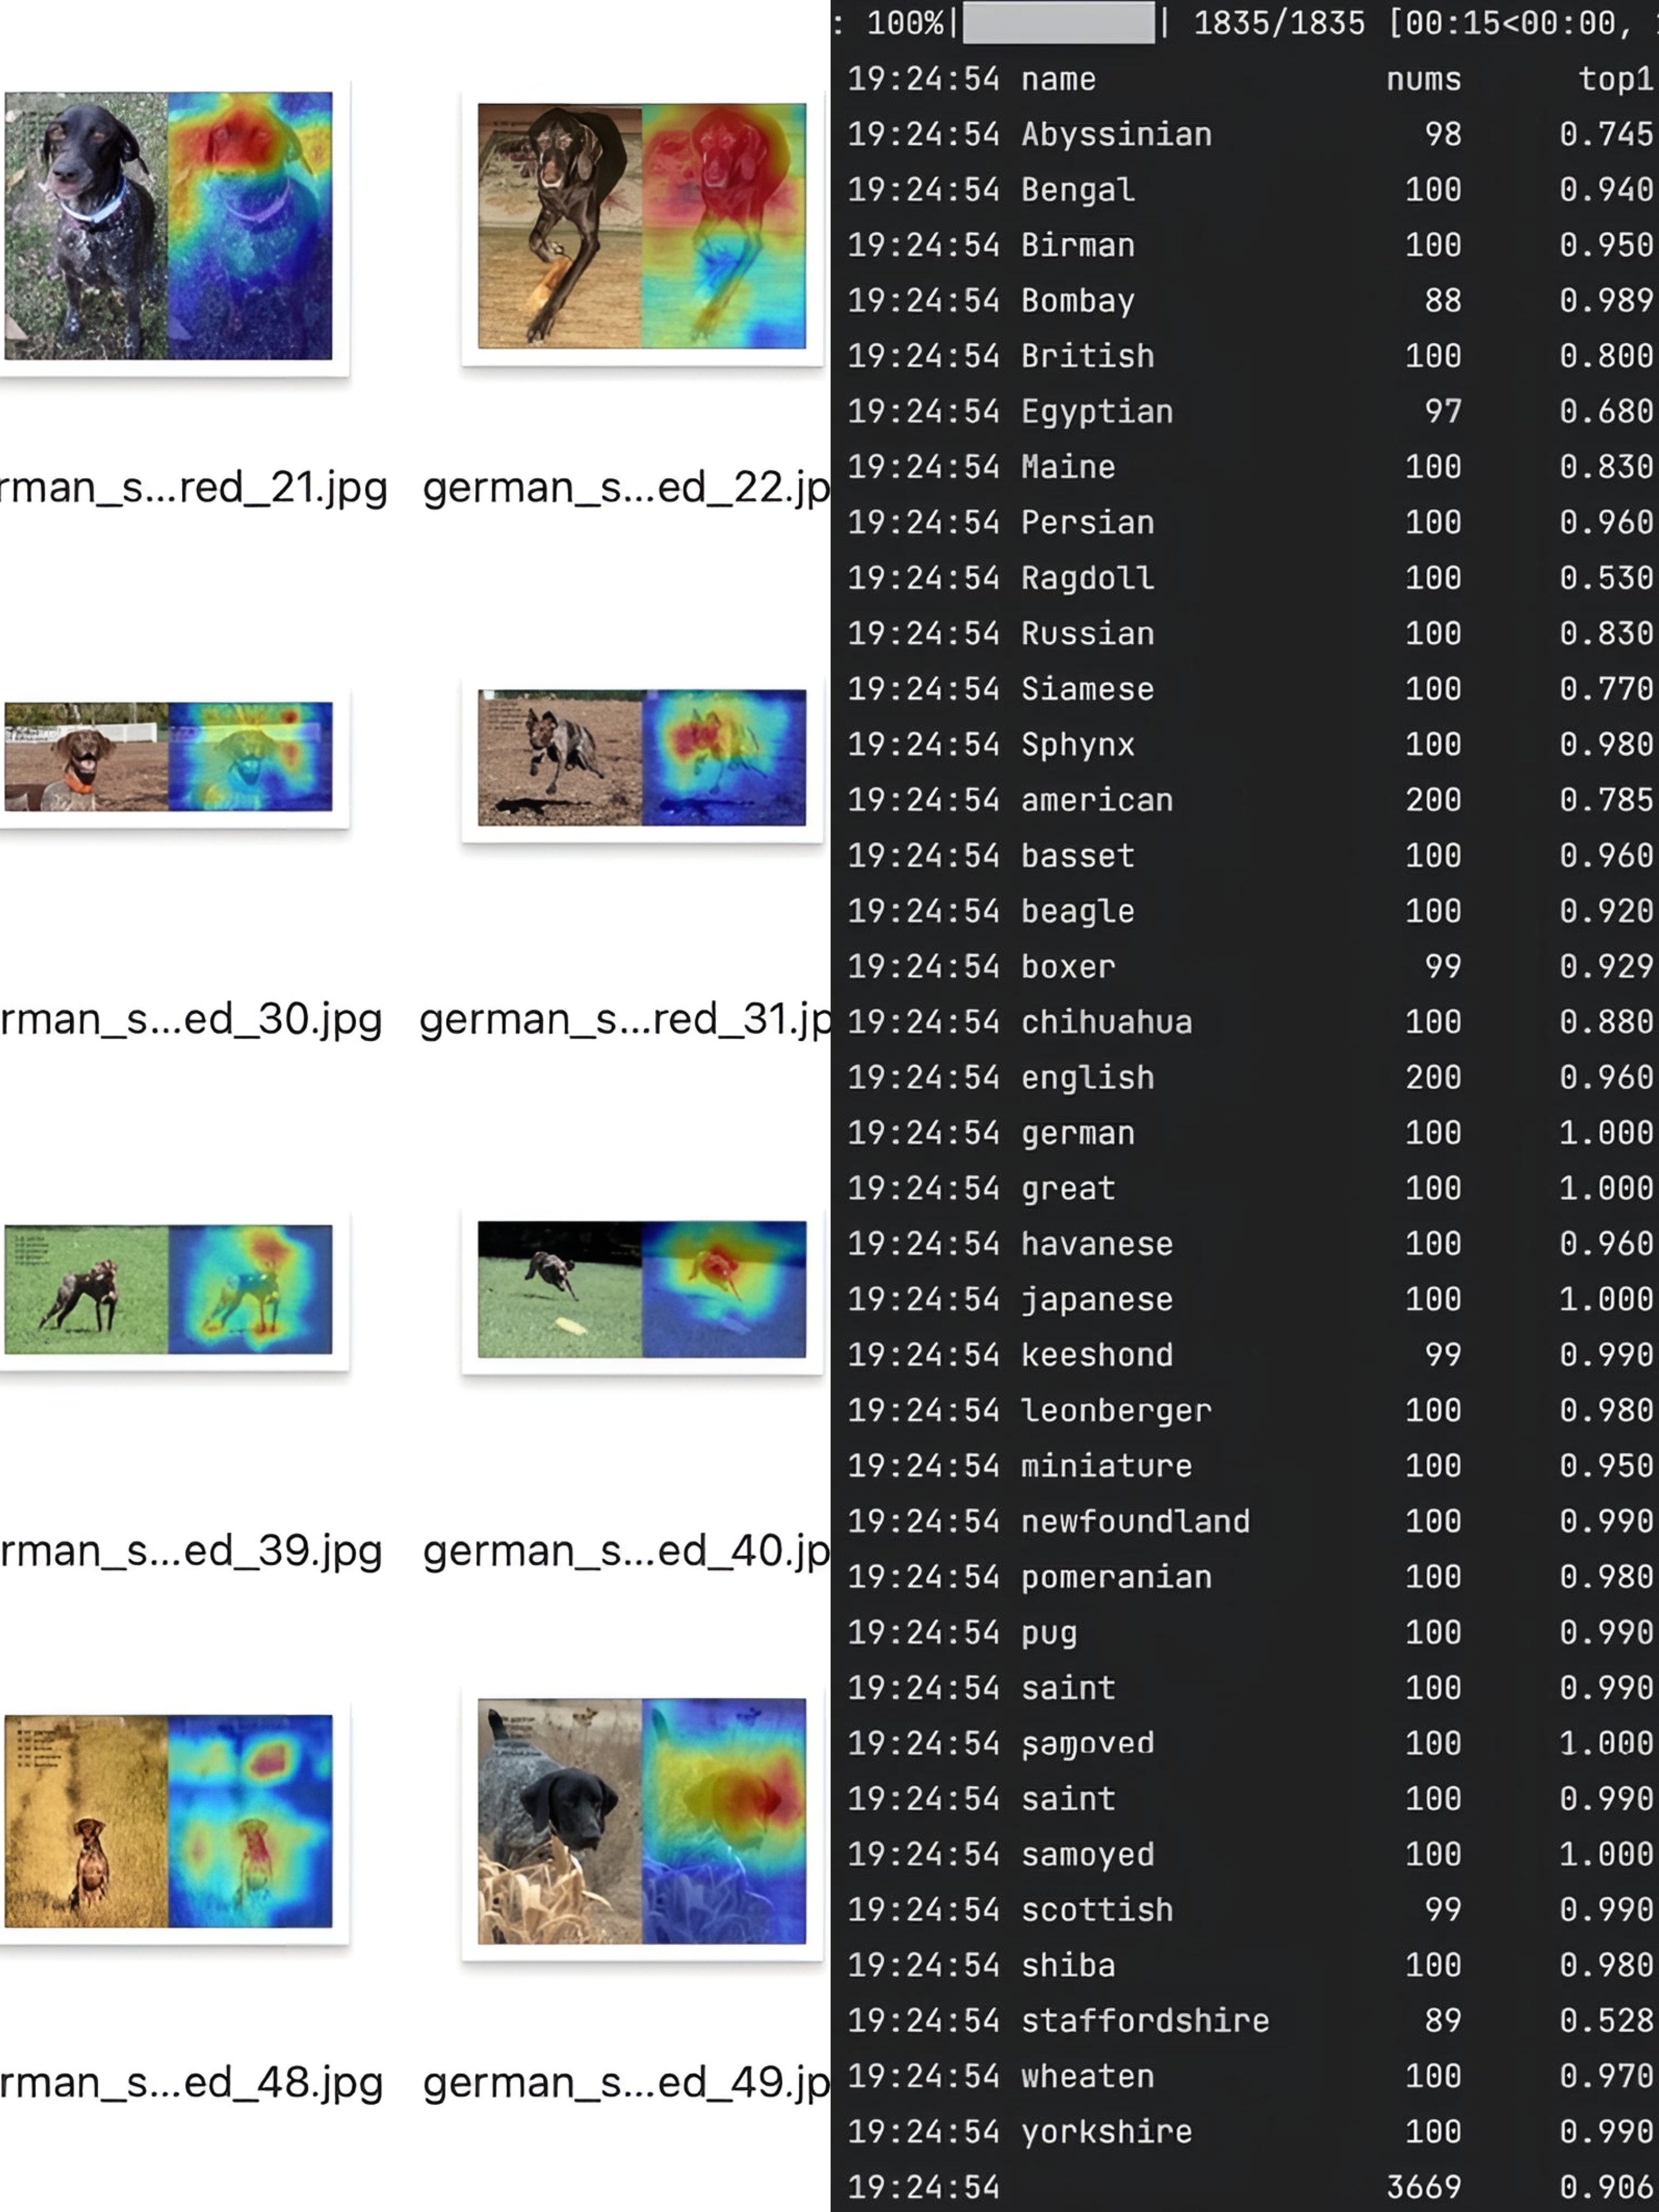 rman_s...red_21.jpg
german_s...ed_22.jp
rman_s...ed_30.jpg
german_s...red_31.jp
rman_s...ed_39.jpg
german_s...ed_40.jp
rman_s...ed_48.jpg
german_s...ed_49.jp
: 100%| | 1835/1835 [00:15<00:00,
19:24:54 name nums top1
19:24:54 Abyssinian 98 0.745
19:24:54 Bengal 100 0.940
19:24:54 Birman 100 0.950
19:24:54 Bombay 88 0.989
19:24:54 British 100 0.800
19:24:54 Egyptian 97 0.680
19:24:54 Maine 100 0.830
19:24:54 Persian 100 0.960
19:24:54 Ragdoll 100 0.530
19:24:54 Russian 100 0.830
19:24:54 Siamese 100 0.770
19:24:54 Sphynx 100 0.980
19:24:54 american 200 0.785
19:24:54 basset 100 0.960
19:24:54 beagle 100 0.920
19:24:54 boxer 99 0.929
19:24:54 chihuahua 100 0.880
19:24:54 english 200 0.960
19:24:54 german 100 1.000
19:24:54 great 100 1.000
19:24:54 havanese 100 0.960
19:24:54 japanese 100 1.000
19:24:54 keeshond 99 0.990
19:24:54 leonberger 100 0.980
19:24:54 miniature 100 0.950
19:24:54 newfoundland 100 0.990
19:24:54 pomeranian 100 0.980
19:24:54 pug 100 0.990
19:24:54 saint 100 0.990
19:24:54 100 1.000
19:24:54 saint 100 0.990
19:24:54 samoyed 100 1.000
19:24:54 scottish 99 0.990
19:24:54 shiba 100 0.980
19:24:54 staffordshire 89 0.528
19:24:54 wheaten 100 0.970
19:24:54 yorkshire 100 0.990
19:24:54 3669 0.906